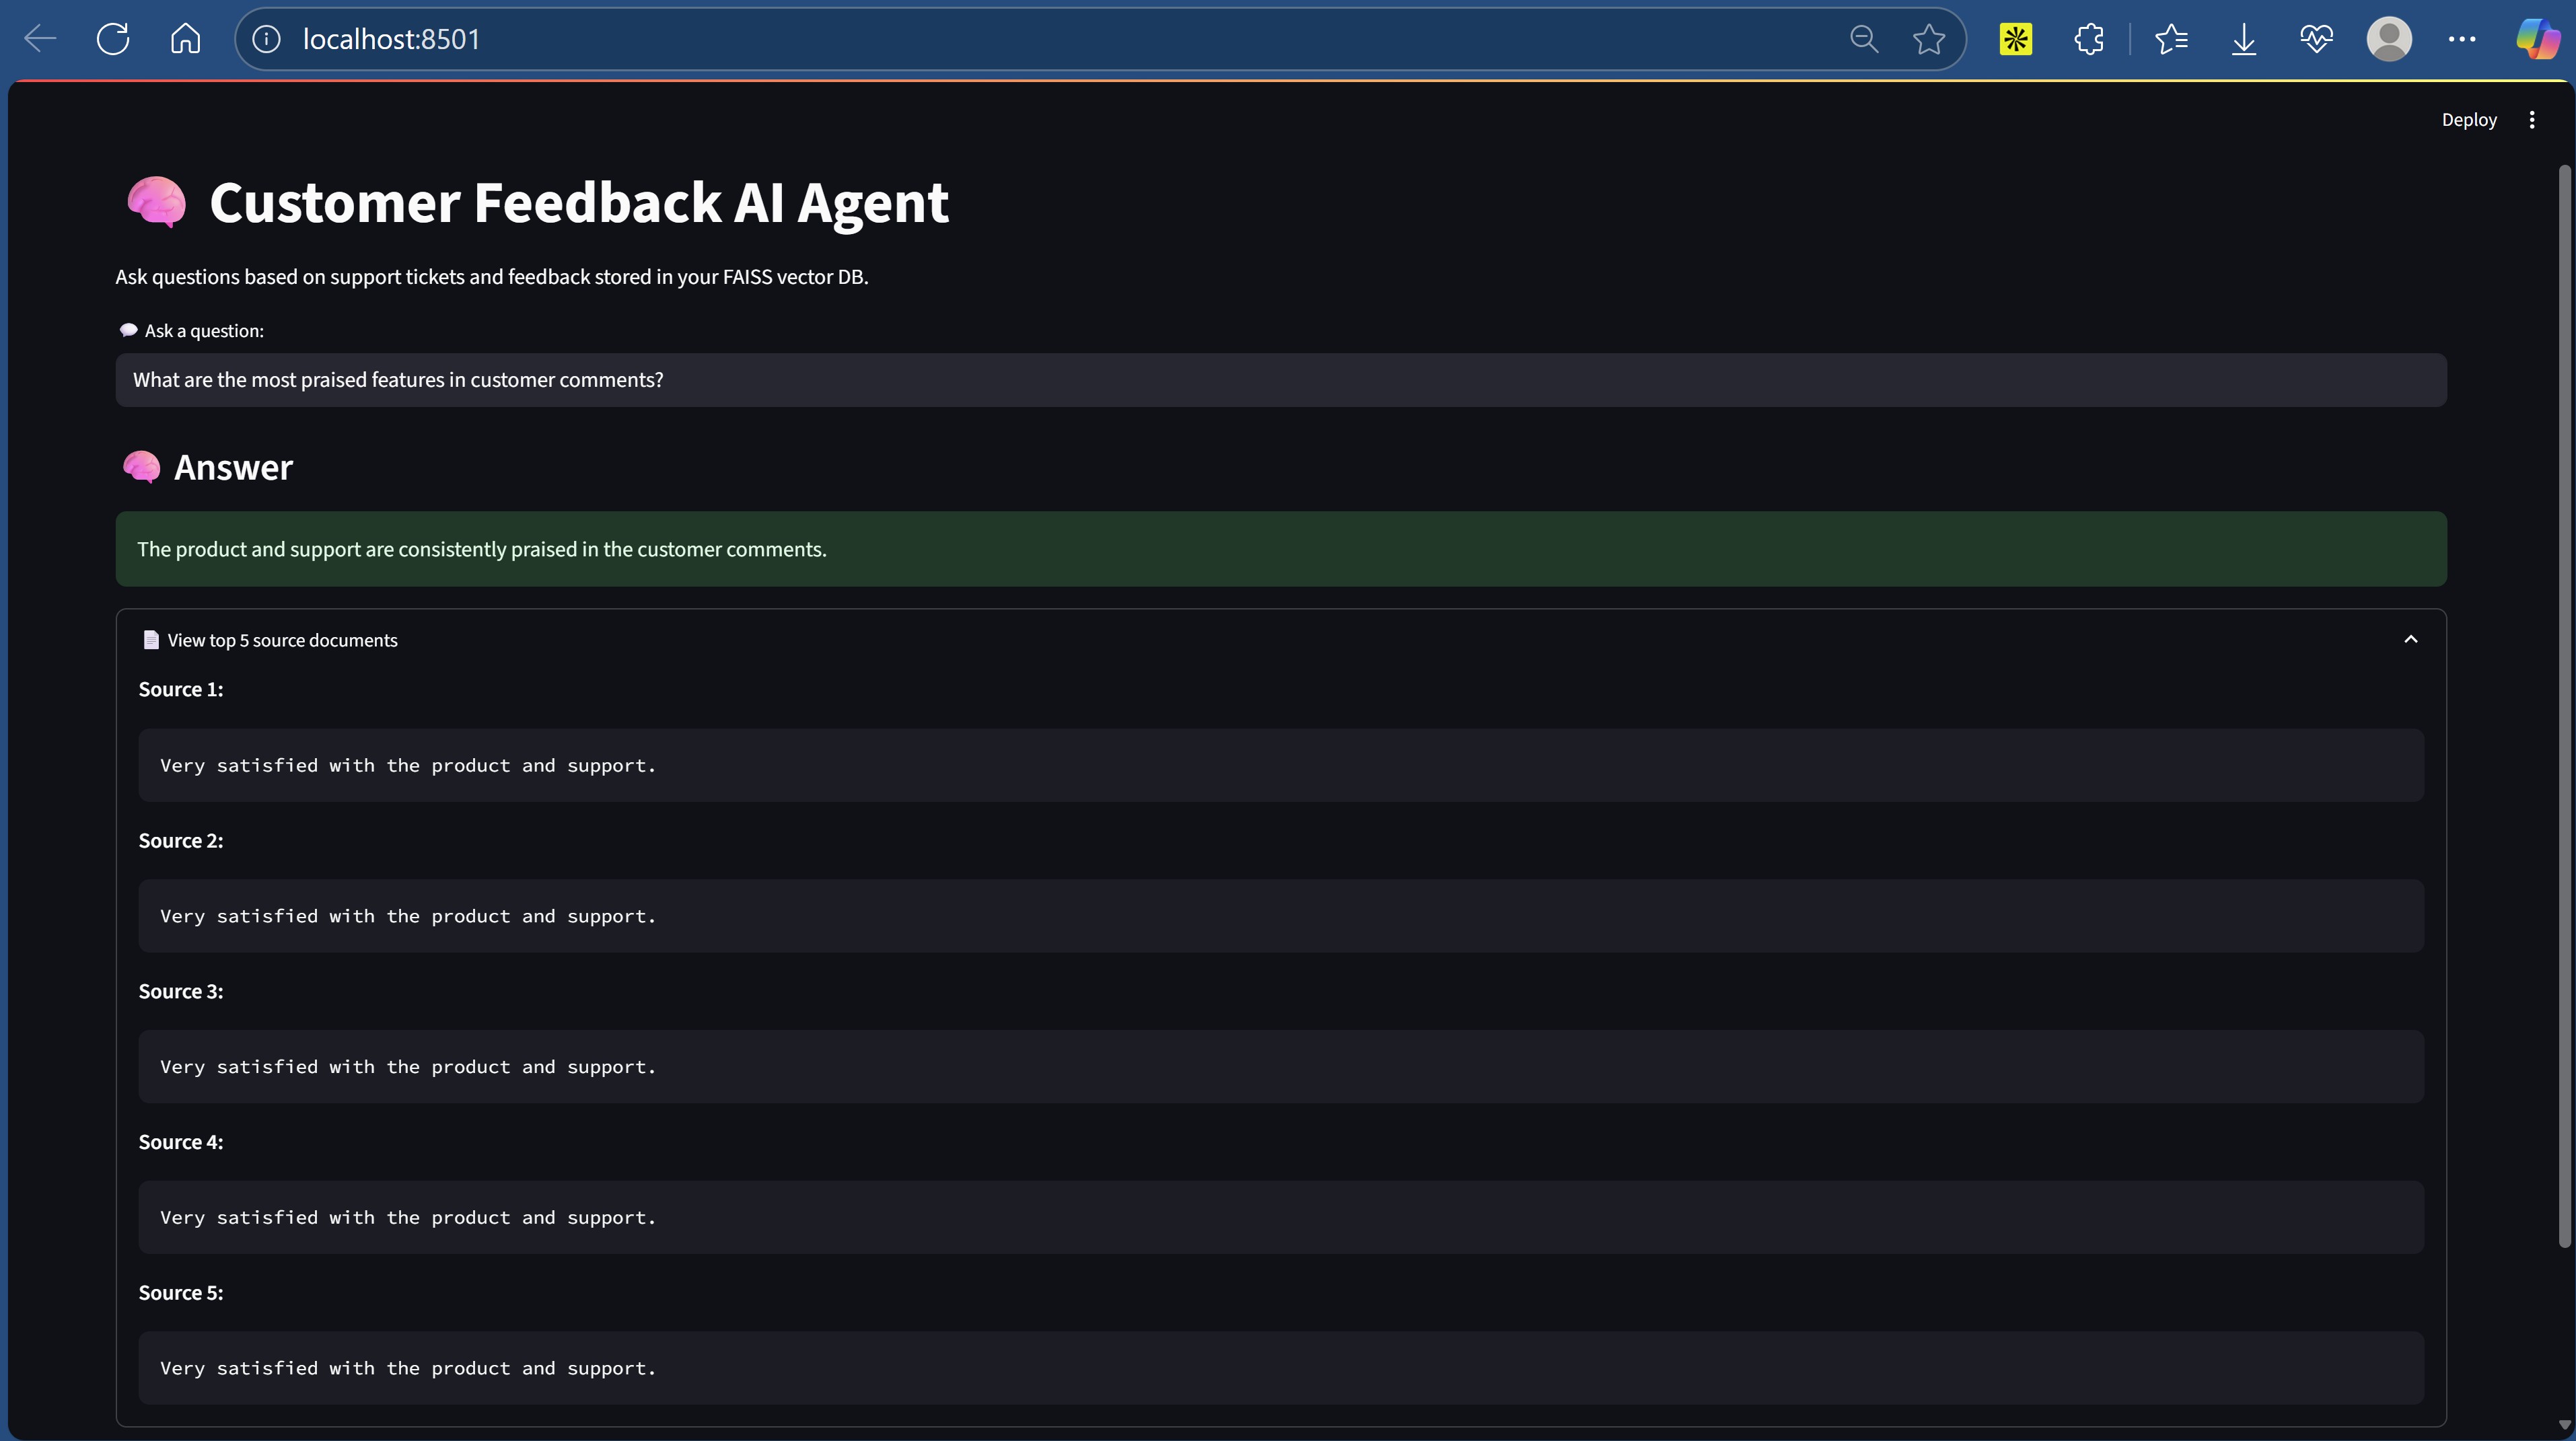 localhost:8501
Deploy
Customer Feedback AI Agent
Ask questions based on support tickets and feedback stored in your FAISS vector DB.
Ask a question:
What are the most praised features in customer comments?
Answer
The product and support are consistently praised in the customer comments.
View top 5 source documents
Source 1:
Very satisfied with the product and support.
Source 2:
Very satisfied with the product and support.
Source 3:
Very satisfied with the product and support.
Source 4:
Very satisfied with the product and support.
Source 5:
Very satisfied with the product and support.